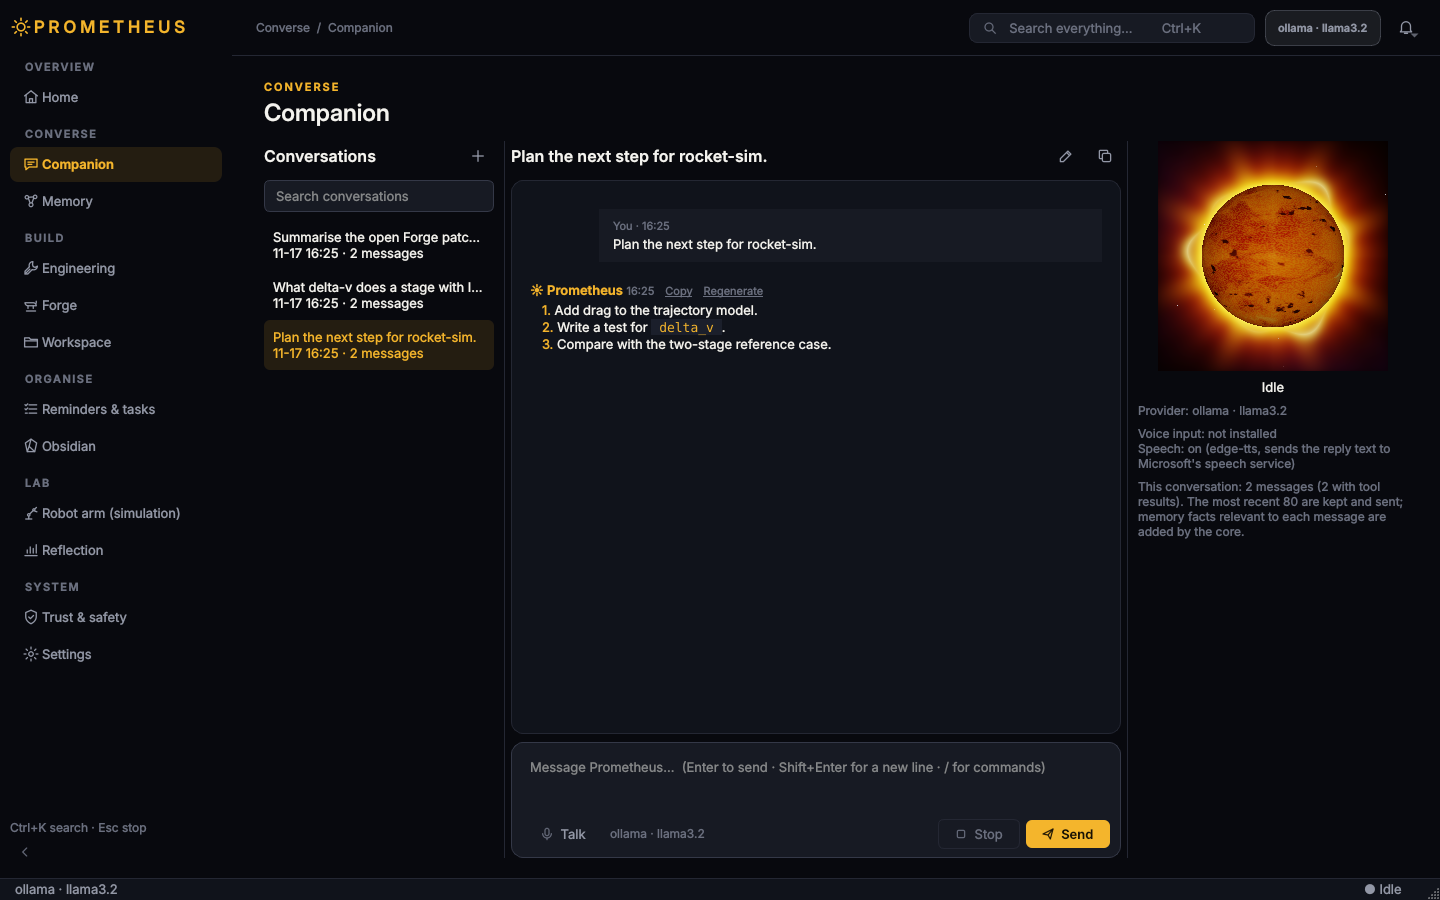 PROMETHEUS
Converse / Companion
Search everything... Ctrl+K
ollama · llama3.2
OVERVIEW
Home
CONVERSE
Companion
Memory
BUILD
Engineering
Forge
Workspace
ORGANISE
Reminders & tasks
Obsidian
LAB
Robot arm (simulation)
Reflection
SYSTEM
Trust & safety
Settings
Ctrl+K search · Esc stop
CONVERSE
Companion
Conversations
Search conversations
Summarise the open Forge patc...
11-17 16:25 · 2 messages
What delta-v does a stage with I...
11-17 16:25 · 2 messages
Plan the next step for rocket-sim.
11-17 16:25 · 2 messages
Plan the next step for rocket-sim.
You · 16:25
Plan the next step for rocket-sim.
Prometheus 16:25 Copy Regenerate
1. Add drag to the trajectory model.
2. Write a test for delta_v .
3. Compare with the two-stage reference case.
Message Prometheus... (Enter to send · Shift+Enter for a new line · / for commands)
Talk ollama · llama3.2 Stop Send
Idle
Provider: ollama · llama3.2
Voice input: not installed
Speech: on (edge-tts, sends the reply text to
Microsoft's speech service)
This conversation: 2 messages (2 with tool
results). The most recent 80 are kept and sent;
memory facts relevant to each message are
added by the core.
ollama · llama3.2
Idle